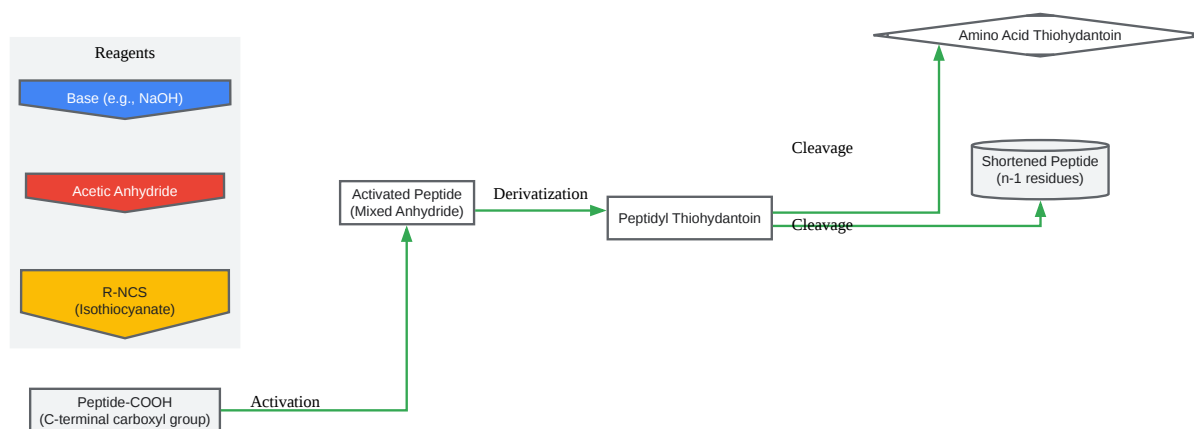 Reagents
Base (e.g., NaOH)
Acetic Anhydride
R-NCS
(Isothiocyanate)
Peptide-COOH
(C-terminal carboxyl group)
Activation
Activated Peptide
(Mixed Anhydride)
Derivatization
Peptidyl Thiohydantoin
Cleavage
Cleavage
Amino Acid Thiohydantoin
Shortened Peptide
(n-1 residues)